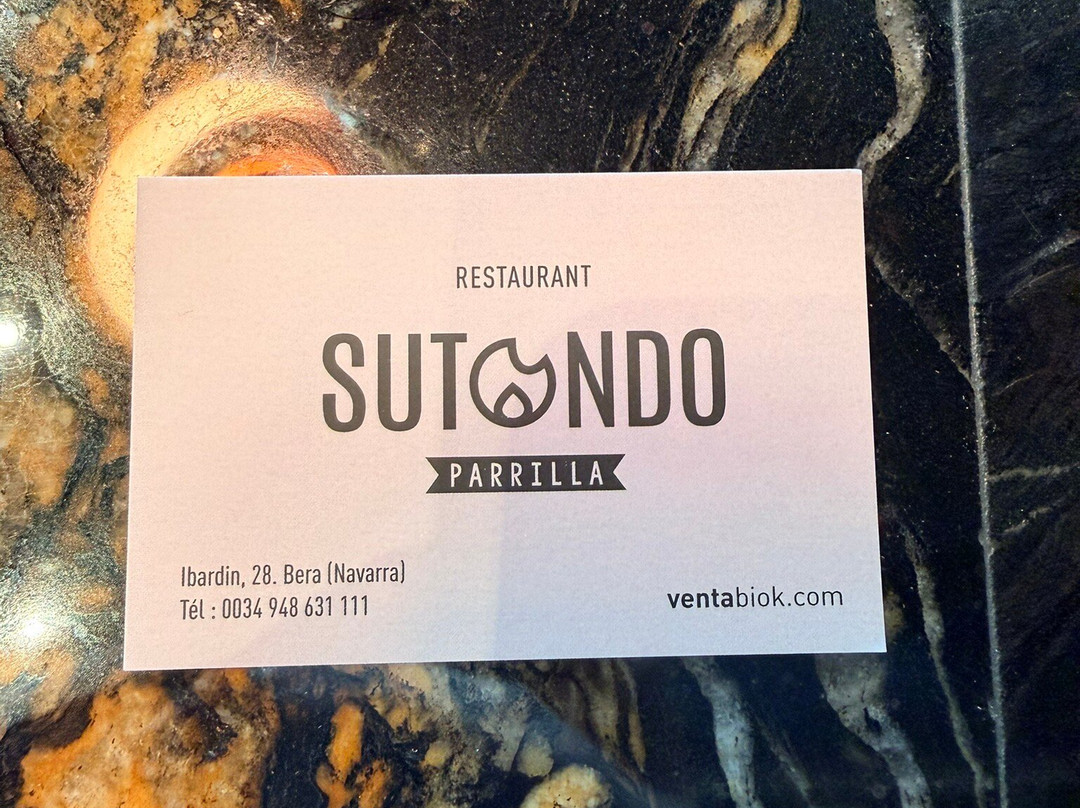 RESTAURANT
SUTONDO
PARRILLA
Ibardin, 28. Bera (Navarra)
Tél : 0034 948 631 111
ventabiok.com